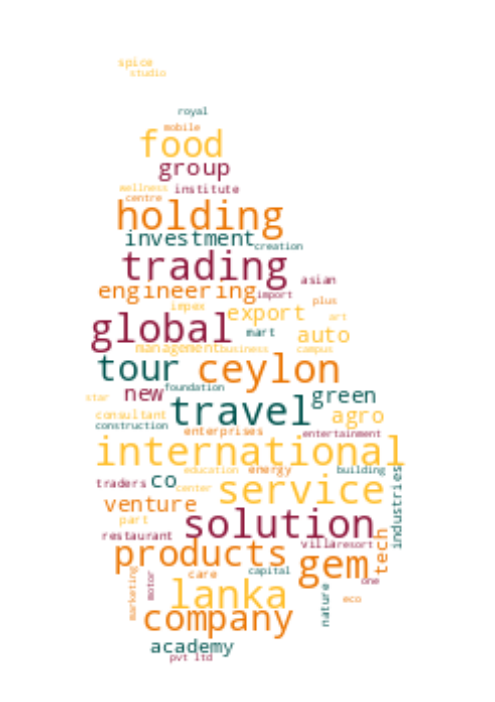 spice
studio
royal
mobile
food
group
wellness institute
centre
holding
investment creation
trading
asian
engineering import
plus
impex export art
global mart auto
management business campus
tour ceylon
foundation
star new travel green
consultant agro
construction
enterprises entertainment
international
education energy building
traders co center service industries
venture
part solution
restaurant villa resort tech
products gem
care capital one
marketing motor
lanka nature eco
company
academy
pvt ltd